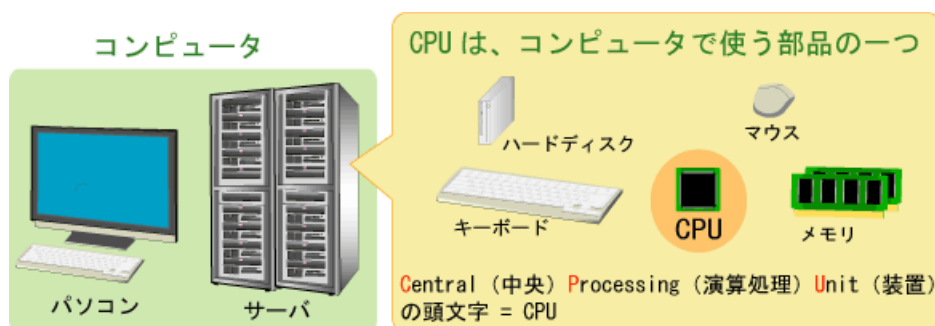 コンピュータ
パソコン
サーバ
CPU は、コンピュータで使う部品の一つ
ハードディスク
マウス
キーボード
CPU
メモリ
Central (中央) Processing (演算処理) Unit (装置)
の頭文字 = CPU